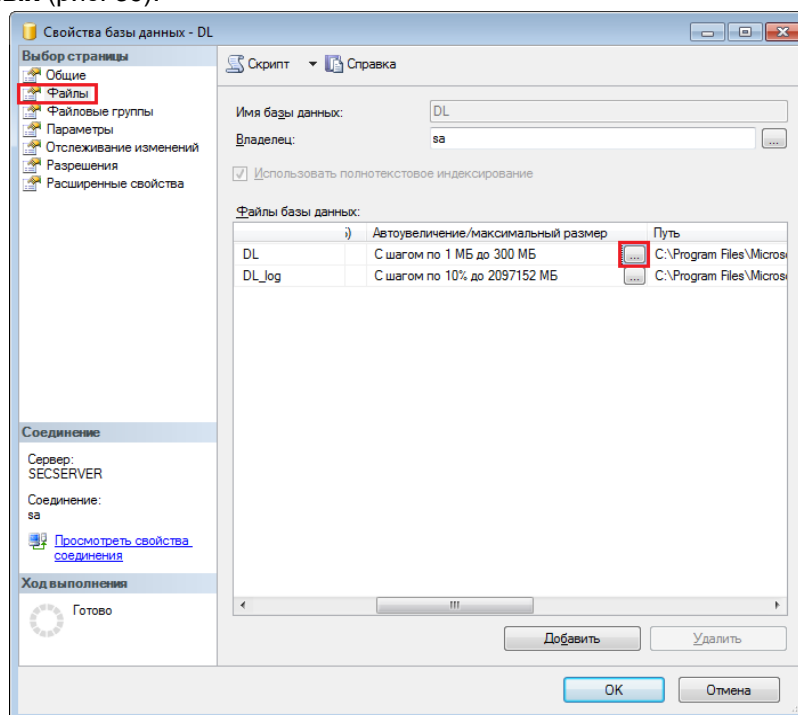 Свойства базы данных - DL
Выбор страницы
Общие
Файлы
Файловые группы
Параметры
Отслеживание изменений
Разрешения
Расширенные свойства
Скрипт
Справка
Имя базы данных:
DL
Владелец:
sa
...
Использовать полнотекстовое индексирование
Файлы базы данных:
) Автоувеличение/максимальный размер Путь
DL С шагом по 1 МБ до 300 МБ ... C:\Program Files\Micros
DL_log С шагом по 10% до 2097152 МБ ... C:\Program Files\Micros
Соединение
Сервер:
SECSERVER
Соединение:
sa
Просмотреть свойства
соединения
Ход выполнения
Готово
Добавить
Удалить
OK
Отмена